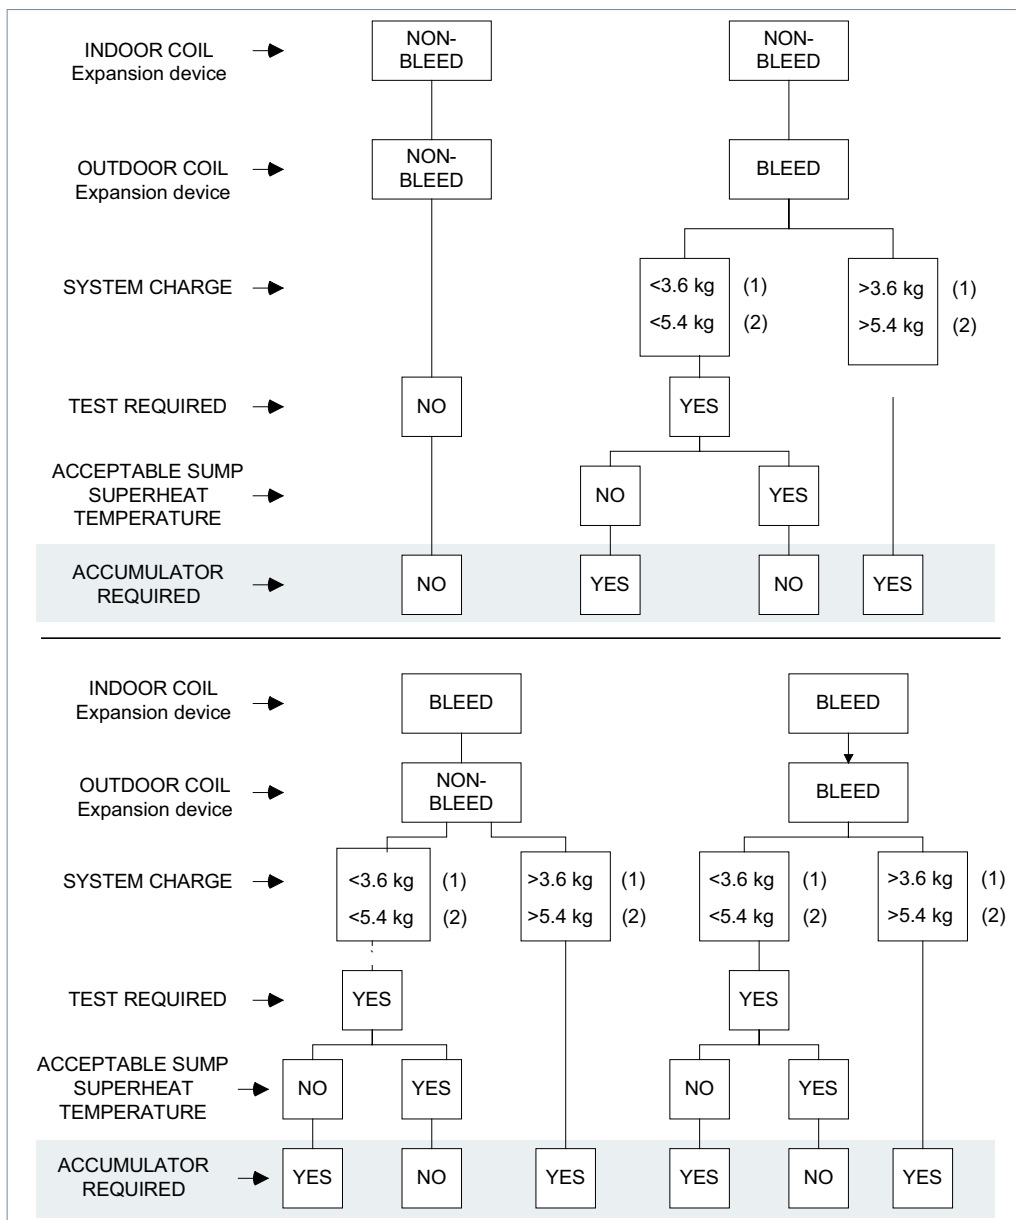 INDOOR COIL
Expansion device
NON-
BLEED
NON-
BLEED
OUTDOOR COIL
Expansion device
NON-
BLEED
BLEED
SYSTEM CHARGE
<3.6 kg (1)
<5.4 kg (2)
>3.6 kg (1)
>5.4 kg (2)
TEST REQUIRED
NO
YES
ACCEPTABLE SUMP
SUPERHEAT
TEMPERATURE
NO
YES
ACCUMULATOR
REQUIRED
NO
YES
NO
YES
INDOOR COIL
Expansion device
BLEED
BLEED
OUTDOOR COIL
Expansion device
NON-
BLEED
BLEED
SYSTEM CHARGE
<3.6 kg (1)
<5.4 kg (2)
>3.6 kg (1)
>5.4 kg (2)
<3.6 kg (1)
<5.4 kg (2)
>3.6 kg (1)
>5.4 kg (2)
TEST REQUIRED
YES
YES
ACCEPTABLE SUMP
SUPERHEAT
TEMPERATURE
NO
YES
NO
YES
ACCUMULATOR
REQUIRED
YES
NO
YES
YES
NO
YES